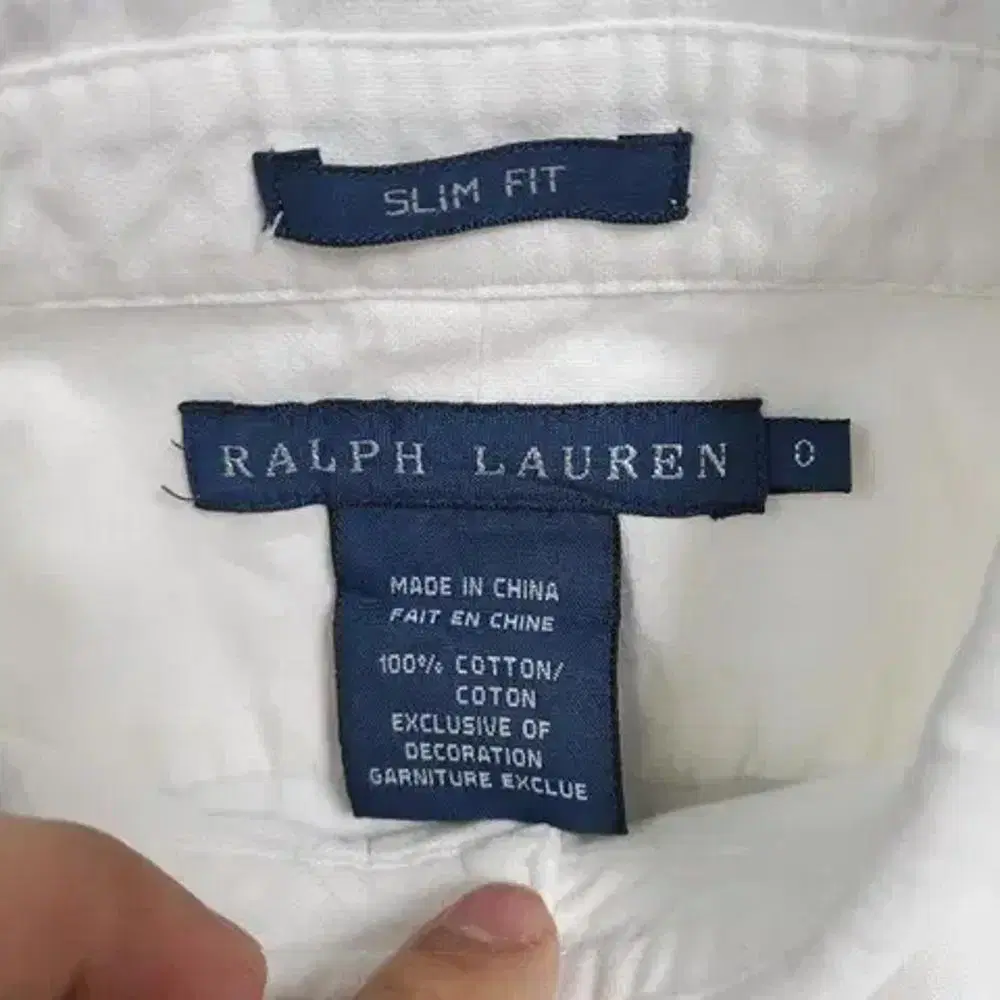 SLIM FIT
RALPH LAUREN 0
MADE IN CHINA
FAIT EN CHINE
100% COTTON/
COTON
EXCLUSIVE OF
DECORATION
GARNITURE EXCLUE